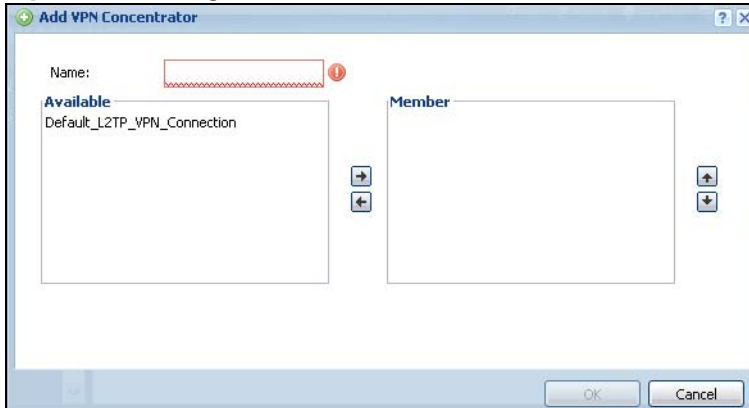 Add VPN Concentrator
Name:
Available
Member
Default_L2TP_VPN_Connection
OK
Cancel